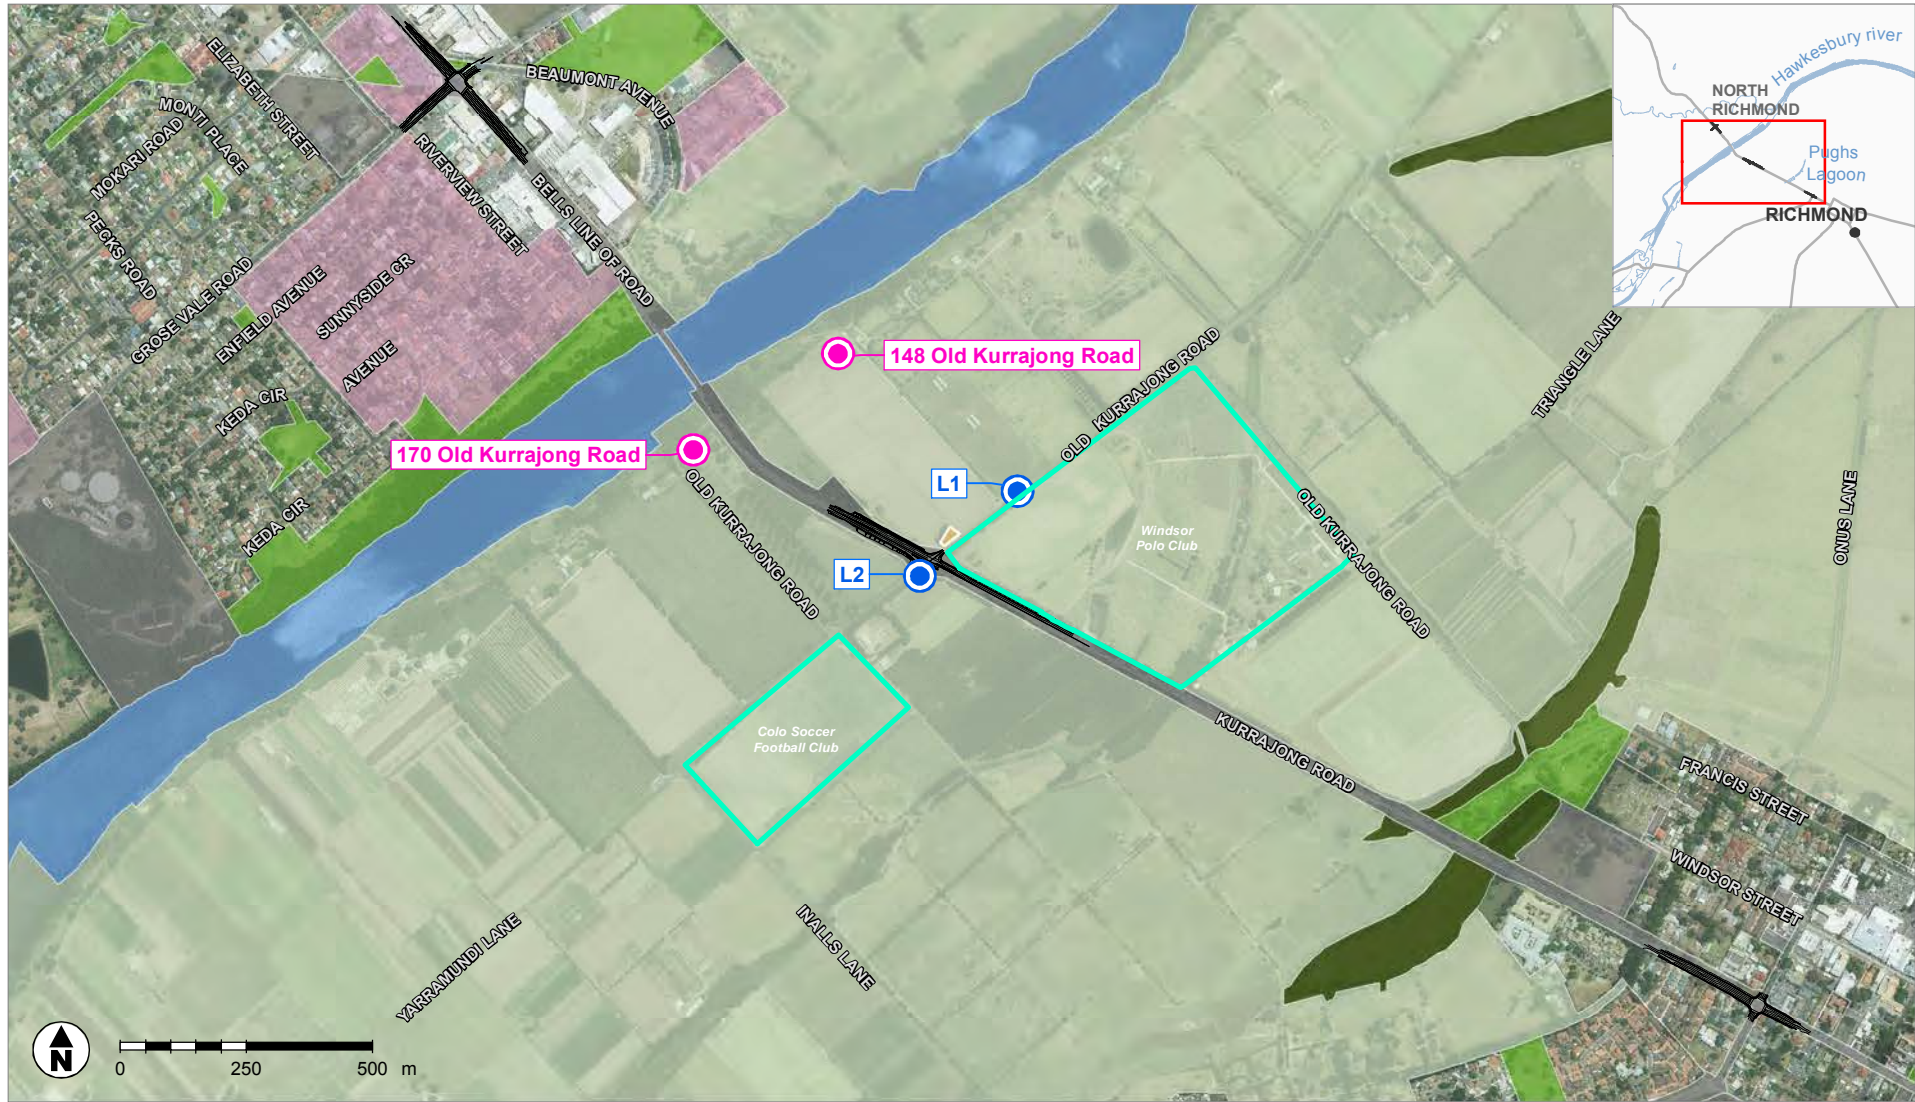 ELIZABETH STREET
BEAUMONT AVENUE
MONTI PLACE
MOKARI ROAD
RIVERVIEW STREET
BELLS LINE OF ROAD
PECKS ROAD
GROSE VALE ROAD
ENFIELD AVENUE
SUNNYSIDE CR
AVENUE
KEDA CIR
KEDA CIR
148 Old Kurrajong Road
170 Old Kurrajong Road
OLD KURRAJONG ROAD
OLD KURRAJONG ROAD
OLD KURRAJONG ROAD
L1
L2
Windsor
Polo Club
Colo Soccer
Football Club
TRIANGLE LANE
ONUS LANE
KURRAJONG ROAD
FRANCIS STREET
WINDSOR STREET
YARRAMUNDI LANE
INALLS LANE
N
0 250 500 m
Hawkesbury river
NORTH
RICHMOND
Pughs
Lagoon
RICHMOND